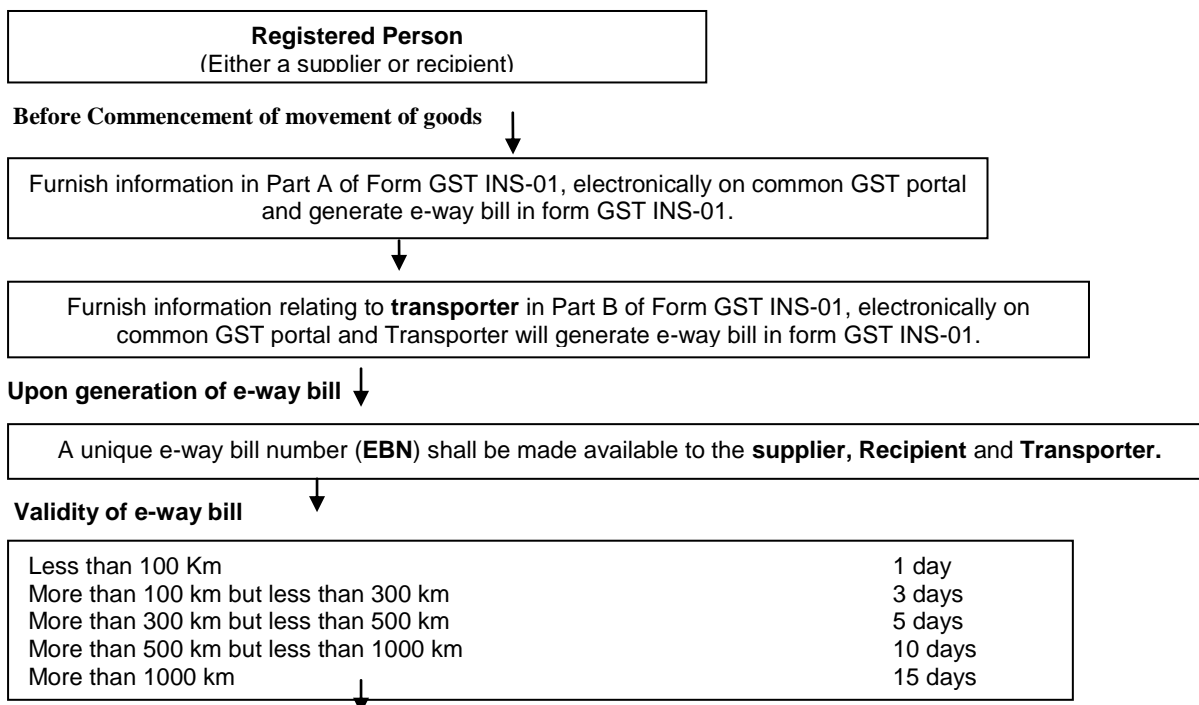 Registered Person
(Either a supplier or recipient)
Before Commencement of movement of goods
Furnish information in Part A of Form GST INS-01, electronically on common GST portal
and generate e-way bill in form GST INS-01.
Furnish information relating to transporter in Part B of Form GST INS-01, electronically on
common GST portal and Transporter will generate e-way bill in form GST INS-01.
Upon generation of e-way bill
A unique e-way bill number (EBN) shall be made available to the supplier, Recipient and Transporter.
Validity of e-way bill
Less than 100 Km 1 day
More than 100 km but less than 300 km 3 days
More than 300 km but less than 500 km 5 days
More than 500 km but less than 1000 km 10 days
More than 1000 km 15 days